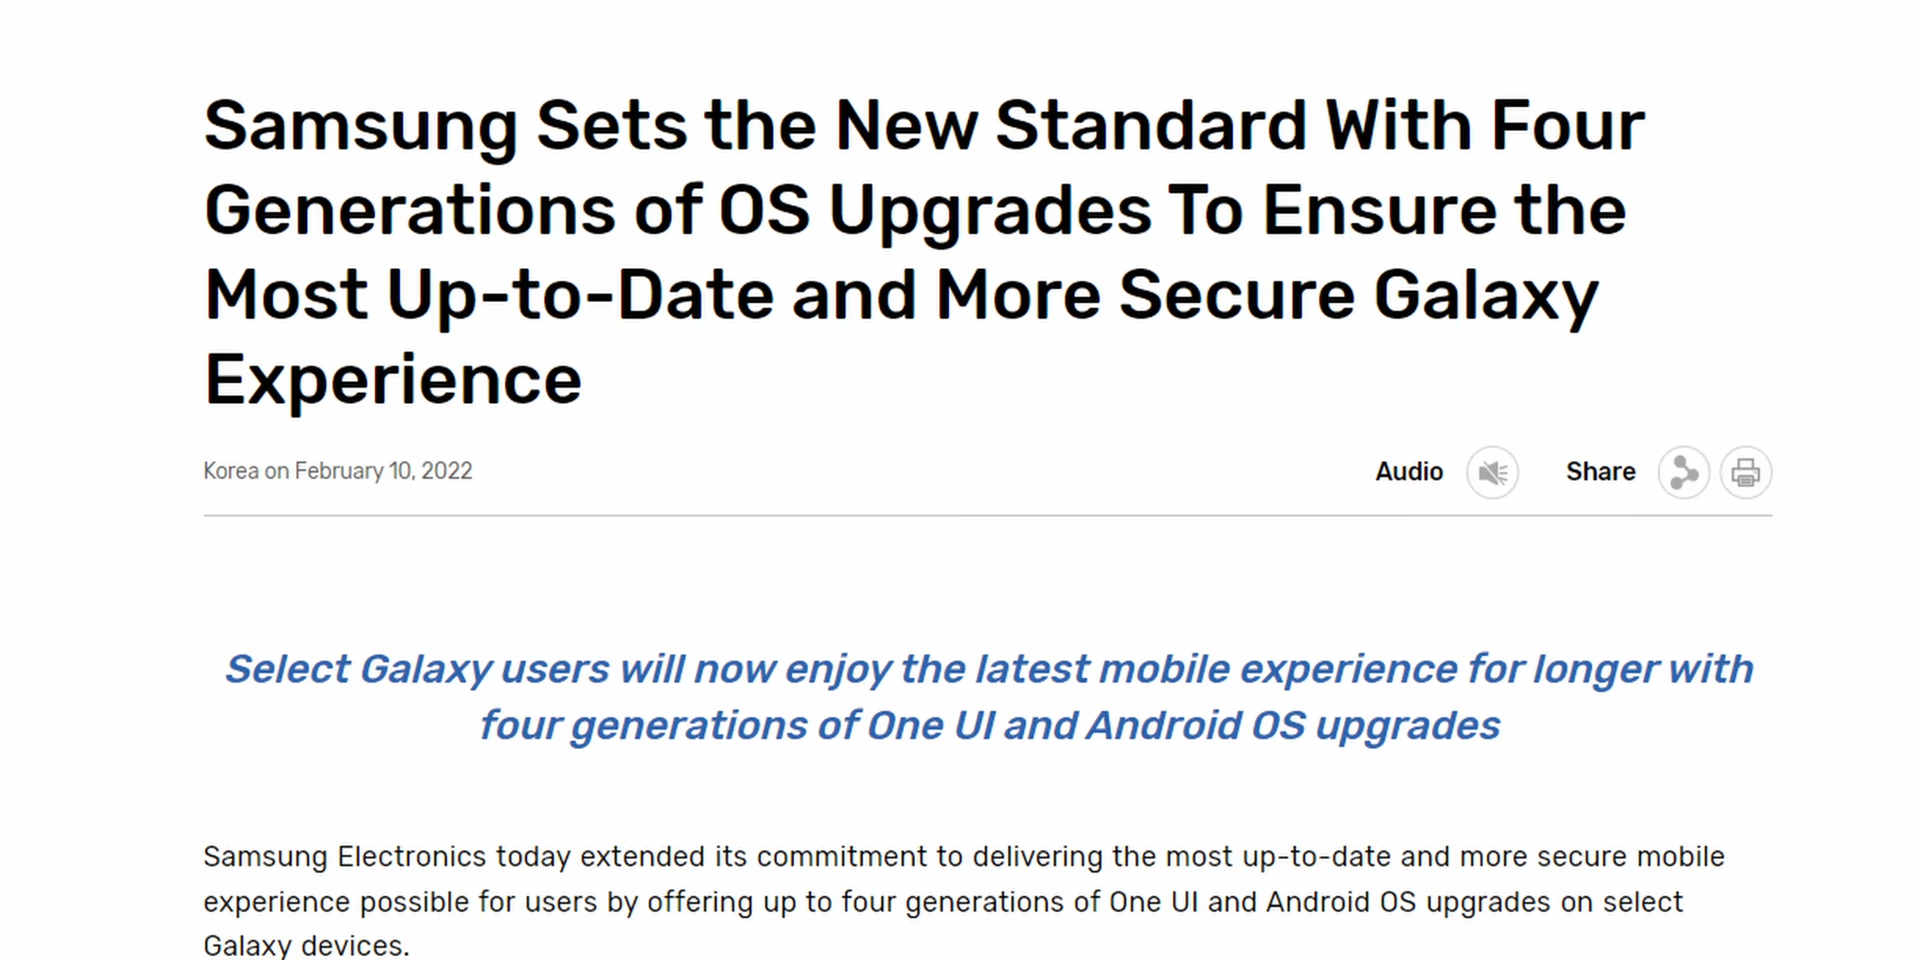 Samsung Sets the New Standard With Four
Generations of OS Upgrades To Ensure the
Most Up-to-Date and More Secure Galaxy
Experience
Korea on February 10, 2022
Audio
Share
Select Galaxy users will now enjoy the latest mobile experience for longer with
four generations of One UI and Android OS upgrades
Samsung Electronics today extended its commitment to delivering the most up-to-date and more secure mobile
experience possible for users by offering up to four generations of One UI and Android OS upgrades on select
Galaxy devices.